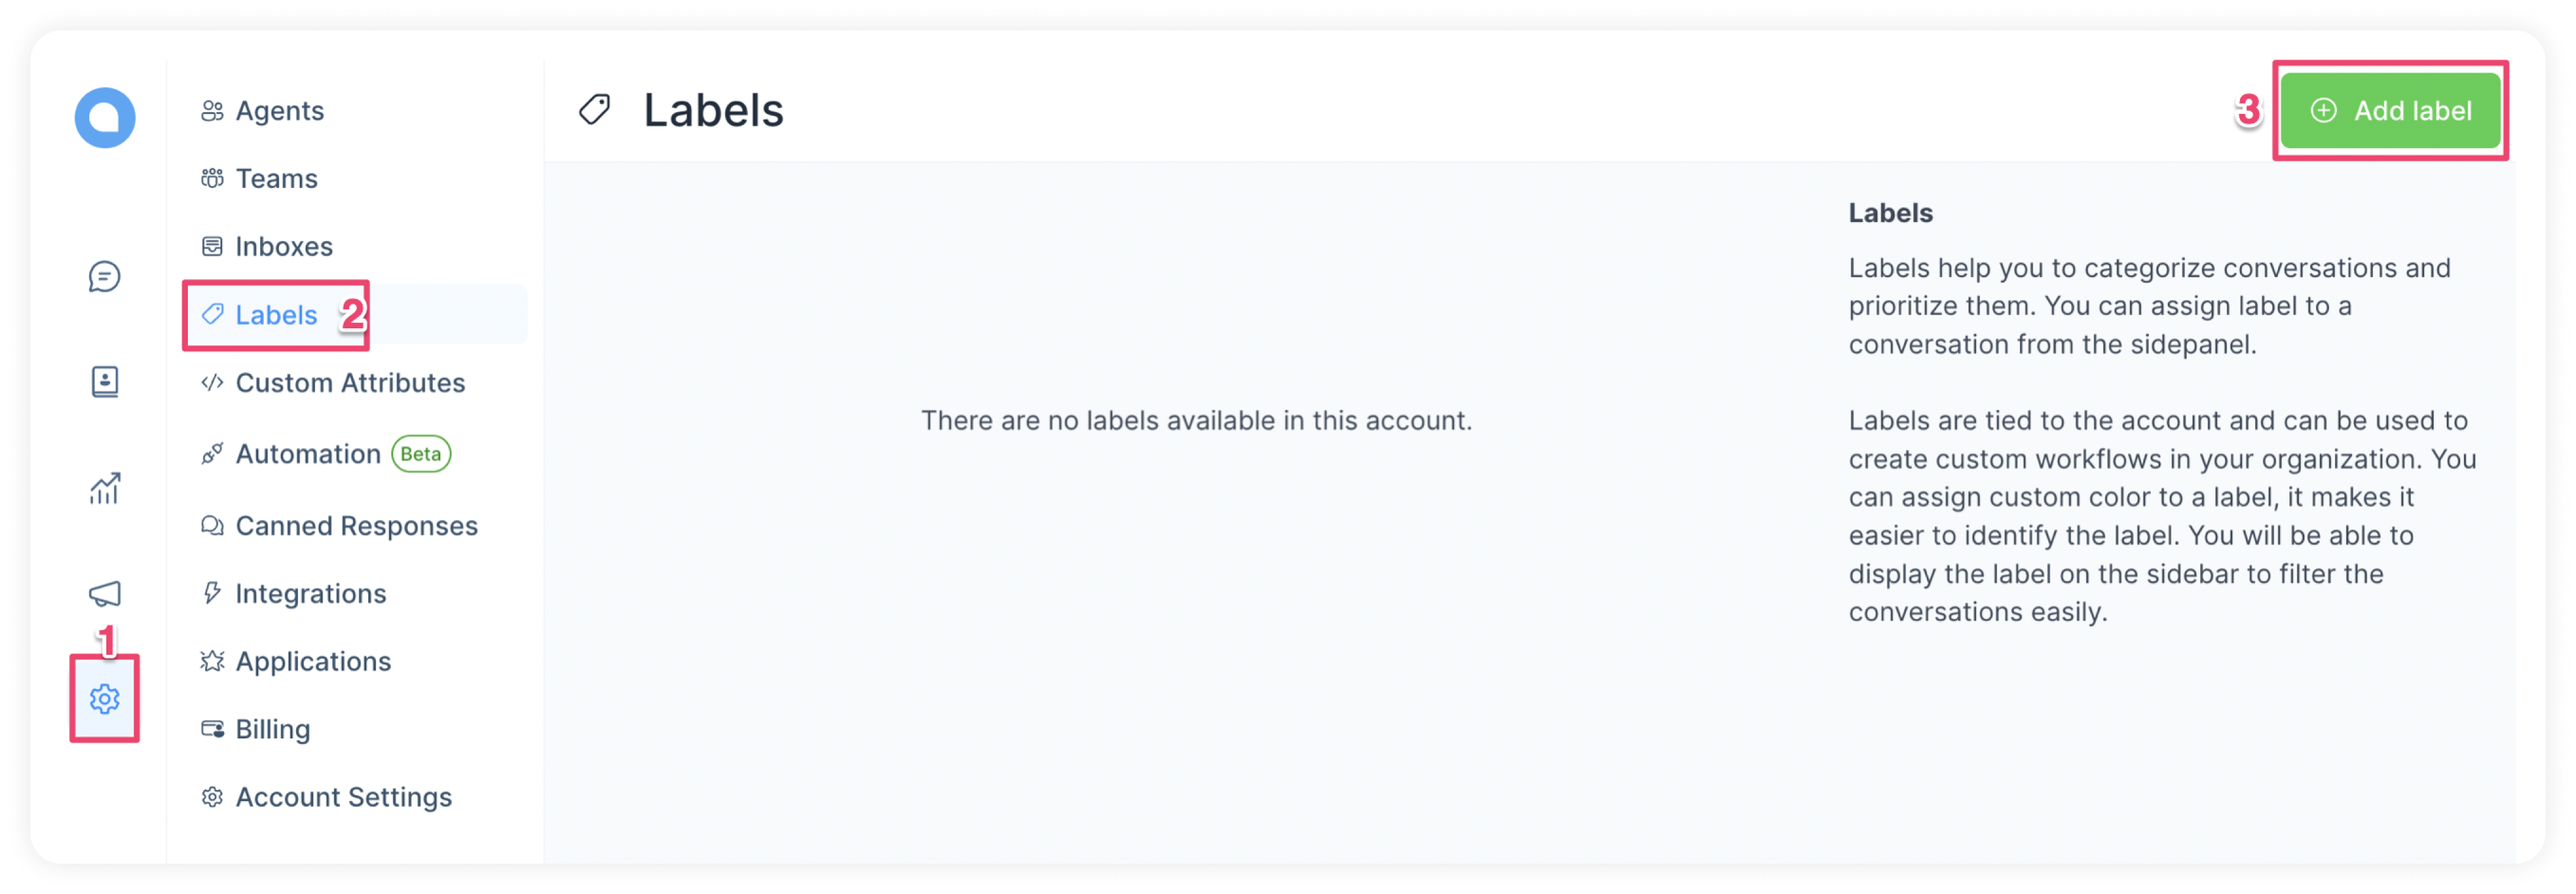 Agents
Teams
Inboxes
Labels 2
Custom Attributes
Automation Beta
Canned Responses
Integrations
Applications
Billing
Account Settings
1
Labels
3 Add label
There are no labels available in this account.
Labels
Labels help you to categorize conversations and
prioritize them. You can assign label to a
conversation from the sidepanel.
Labels are tied to the account and can be used to
create custom workflows in your organization. You
can assign custom color to a label, it makes it
easier to identify the label. You will be able to
display the label on the sidebar to filter the
conversations easily.